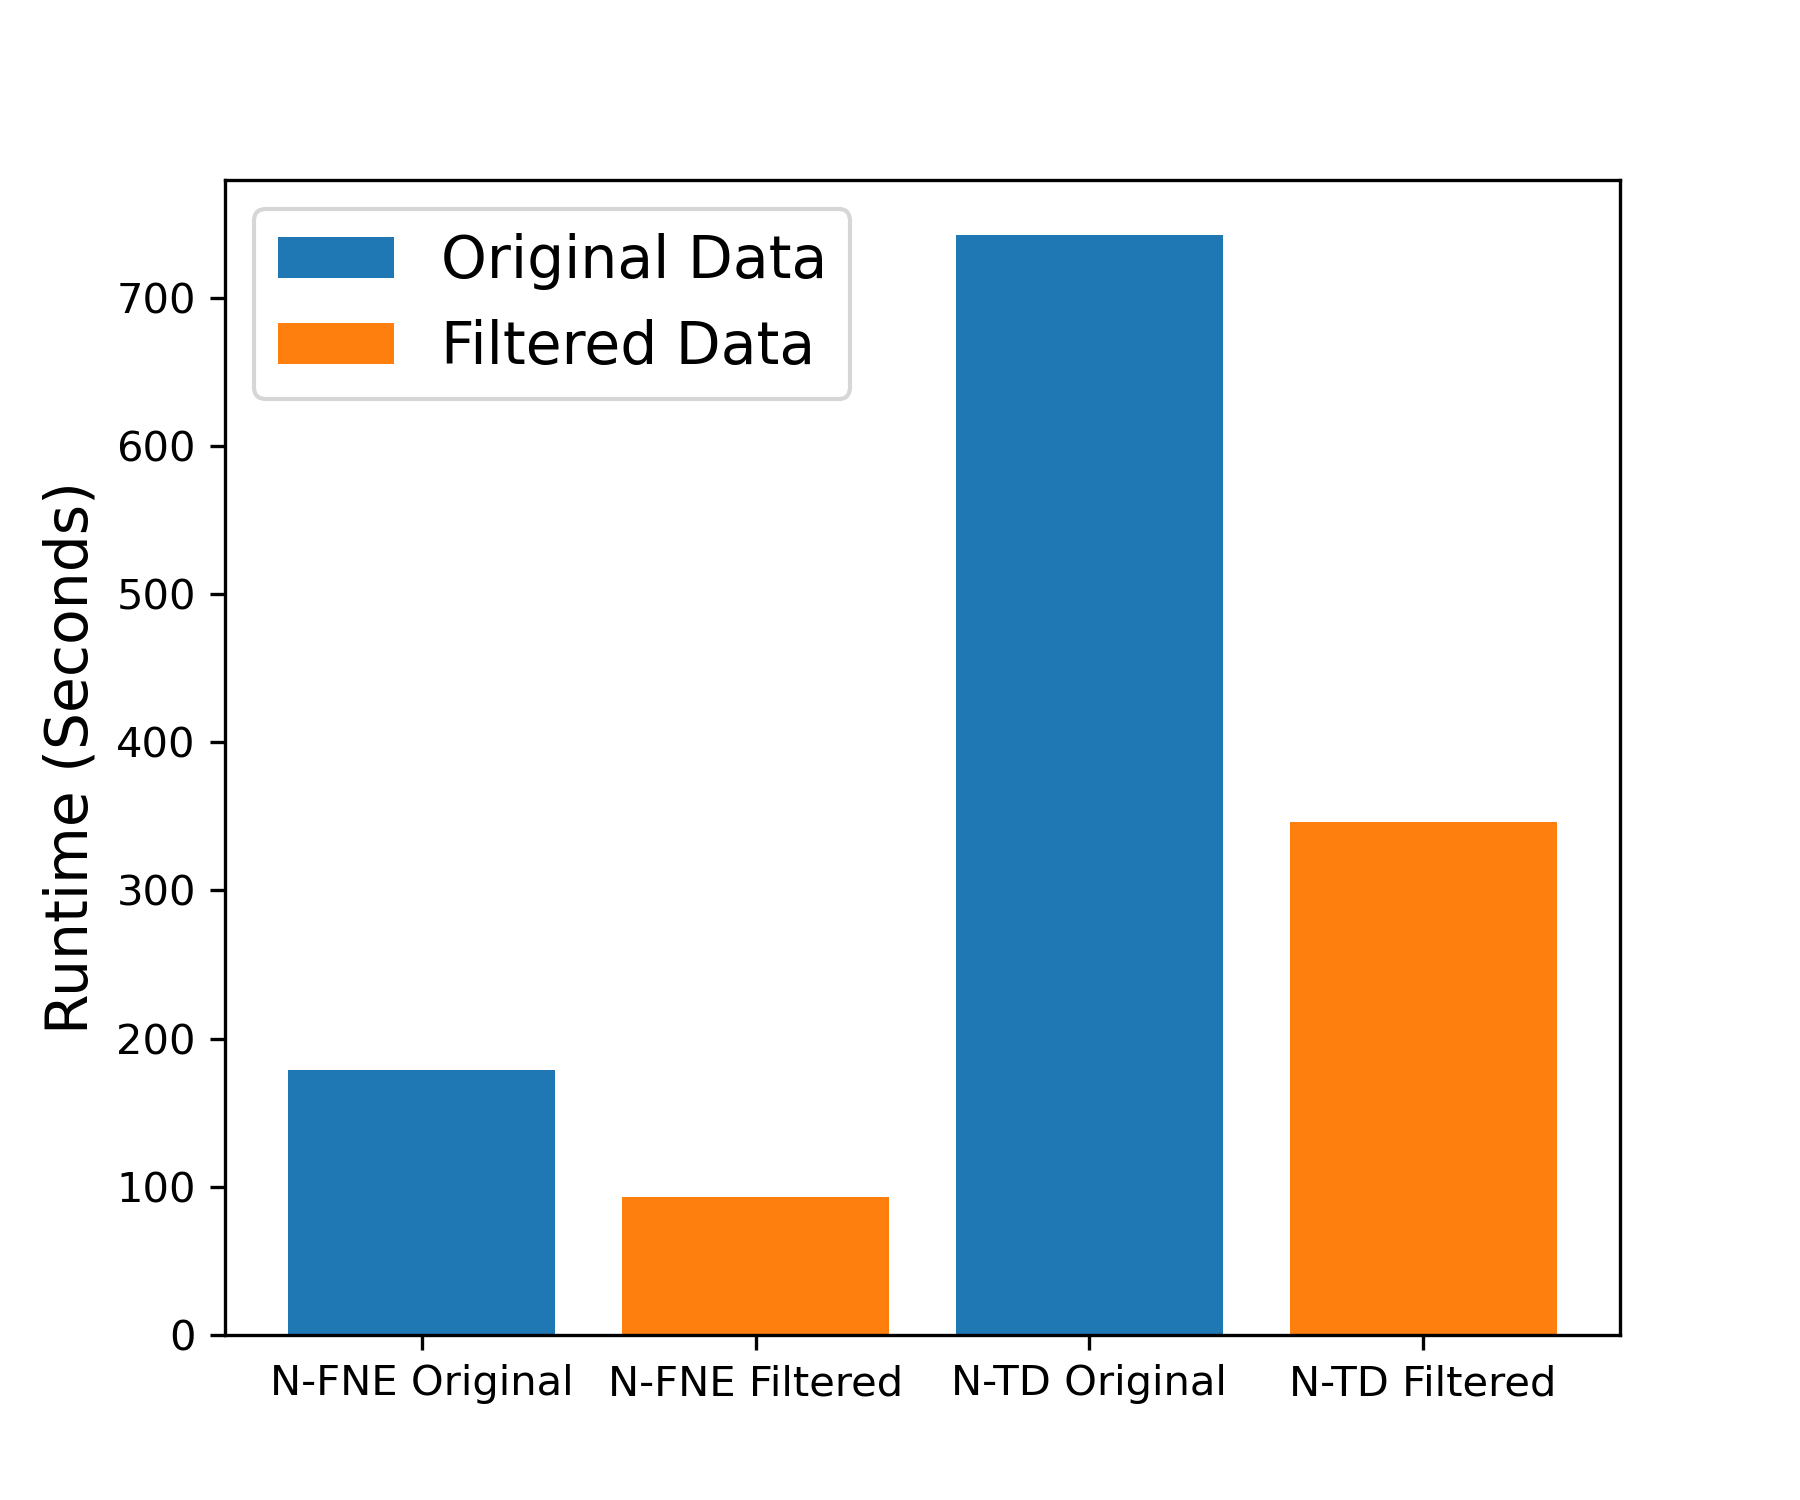 Original Data
Filtered Data
Runtime (Seconds)
700
600
500
400
300
200
100
0
N-FNE Original
N-FNE Filtered
N-TD Original
N-TD Filtered